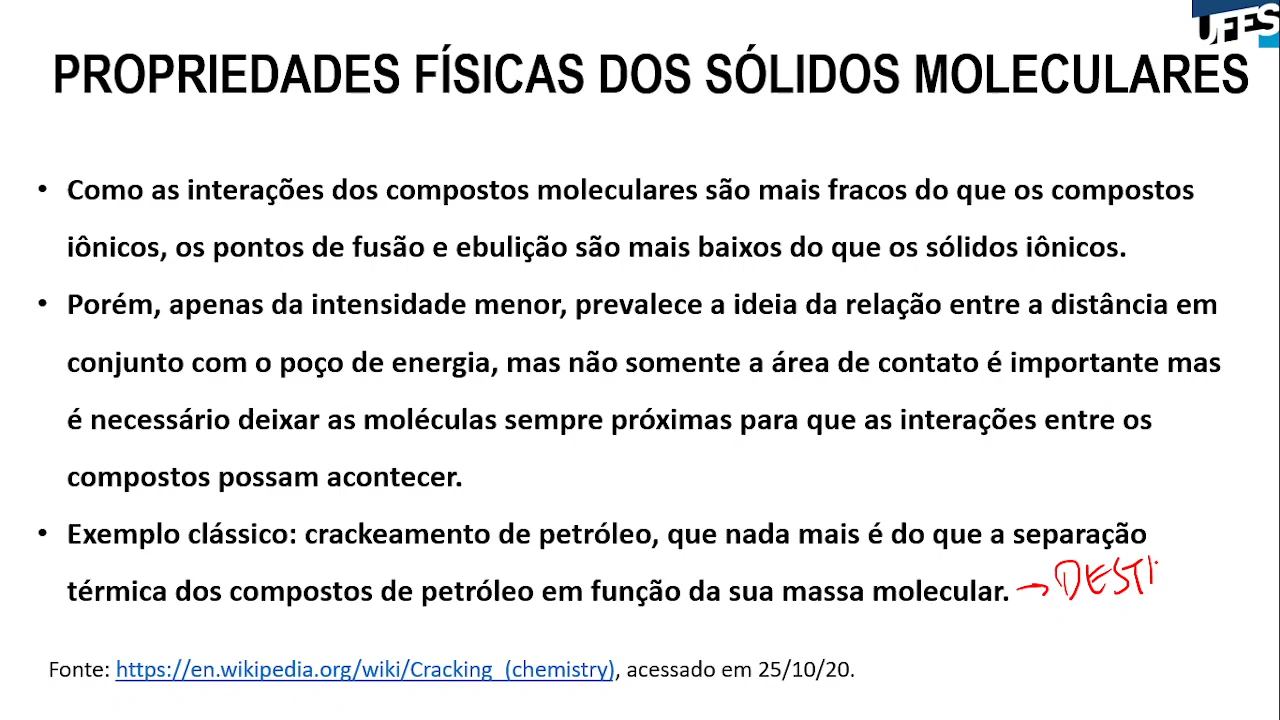 UFES
PROPRIEDADES FÍSICAS DOS SÓLIDOS MOLECULARES
• Como as interações dos compostos moleculares são mais fracos do que os compostos
iônicos, os pontos de fusão e ebulição são mais baixos do que os sólidos iônicos.
• Porém, apenas da intensidade menor, prevalece a ideia da relação entre a distância em
conjunto com o poço de energia, mas não somente a área de contato é importante mas
é necessário deixar as moléculas sempre próximas para que as interações entre os
compostos possam acontecer.
• Exemplo clássico: crackeamento de petróleo, que nada mais é do que a separação
térmica dos compostos de petróleo em função da sua massa molecular. → DESTI
Fonte: https://en.wikipedia.org/wiki/Cracking_(chemistry), acessado em 25/10/20.